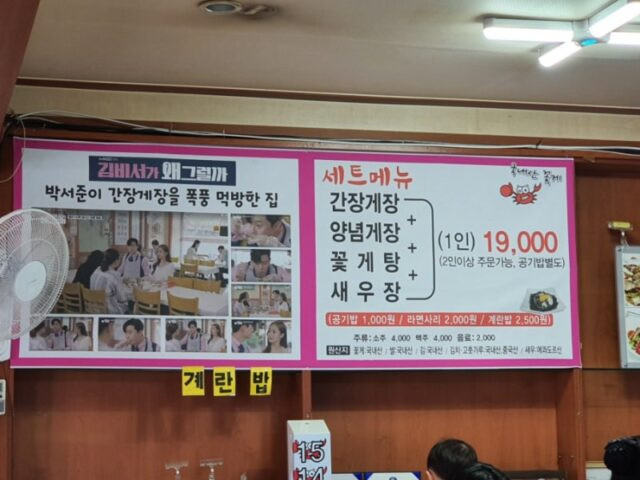 김비서가 왜그럴까
박서준이 간장게장을 폭풍 먹방한 집
세트메뉴
간장게장
양념게장
꽃게탕
새우장
+
+
+
(1인) 19,000
(2인이상 주문가능, 공기밥별도)
(공기밥 1,000원 / 라면사리 2,000원 / 계란밥 2,500원)
주류: 소주 4,000 맥주 4,000 음료: 2,000
원산지 꽃게:국내산 / 쌀:국내산 / 김:국내산 / 김치·고춧가루:국내산,중국산 / 새우:에콰도르산
계란밥
1.5
1.4